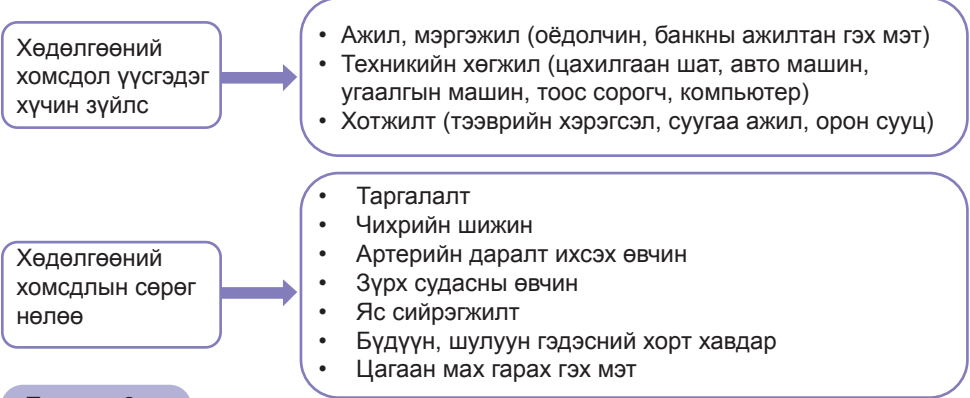 Хөдөлгөөний
хомсдол үүсгэдэг
хүчин зүйлс
• Ажил, мэргэжил (оёдолчин, банкны ажилтан гэх мэт)
• Техникийн хөгжил (цахилгаан шат, авто машин,
угаалгын машин, тоос сорогч, компьютер)
• Хотжилт (тээврийн хэрэгсэл, суугаа ажил, орон сууц)
Хөдөлгөөний
хомсдлын сөрөг
нөлөө
• Таргалалт
• Чихрийн шижин
• Артерийн даралт ихсэх өвчин
• Зүрх судасны өвчин
• Яс сийрэгжилт
• Бүдүүн, шулуун гэдэсний хорт хавдар
• Цагаан мах гарах гэх мэт